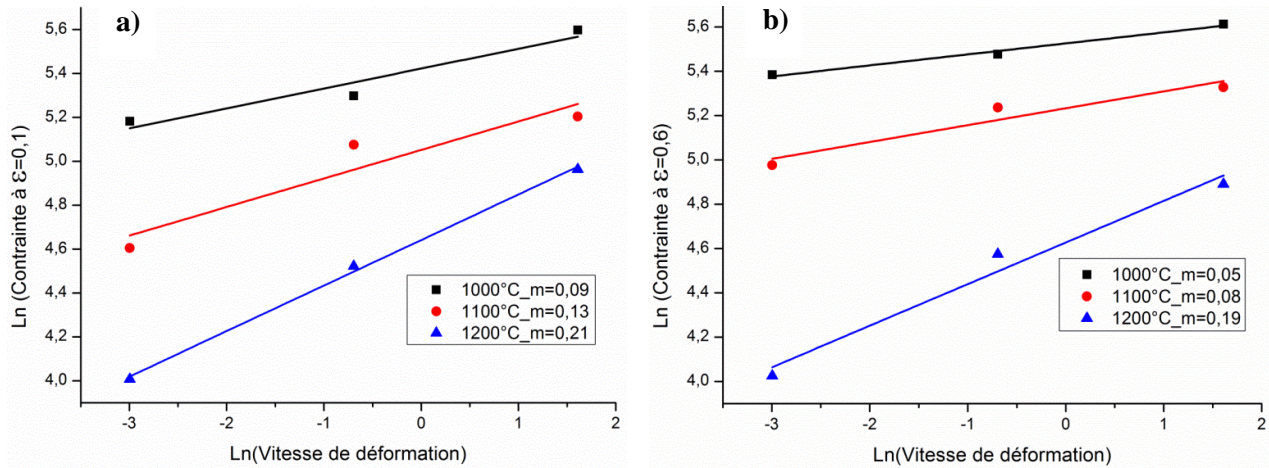 a)
Ln (Contrainte à Ɛ=0,1)
5,6
5,4
5,2
5,0
4,8
4,6
4,4
4,2
4,0
1000°C_m=0,09
1100°C_m=0,13
1200°C_m=0,21
-3 -2 -1 0 1 2
Ln(Vitesse de déformation)
b)
Ln (Contrainte à Ɛ=0,6)
5,6
5,4
5,2
5,0
4,8
4,6
4,4
4,2
4,0
1000°C_m=0,05
1100°C_m=0,08
1200°C_m=0,19
-3 -2 -1 0 1 2
Ln(Vitesse de déformation)